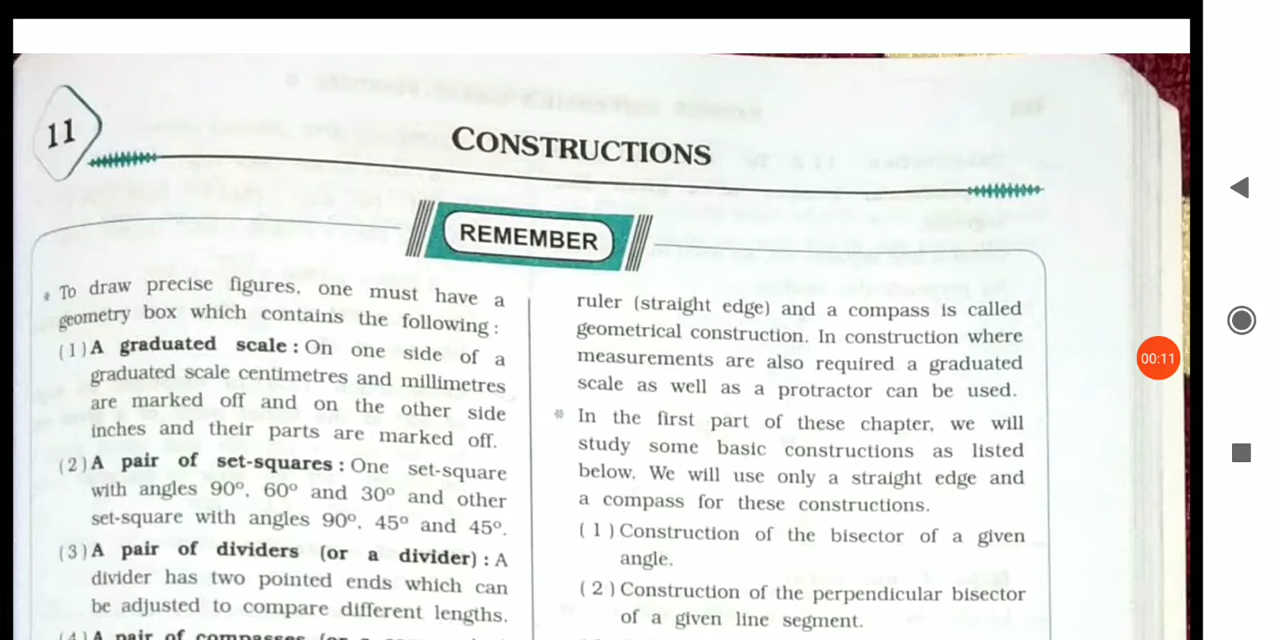 11
CONSTRUCTIONS
REMEMBER
* To draw precise figures, one must have a
geometry box which contains the following :
(1) A graduated scale : On one side of a
graduated scale centimetres and millimetres
are marked off and on the other side
inches and their parts are marked off.
(2) A pair of set-squares : One set-square
with angles 90°, 60° and 30° and other
set-square with angles 90°, 45° and 45°.
(3) A pair of dividers (or a divider) : A
divider has two pointed ends which can
be adjusted to compare different lengths.
(4) A pair of compasses (or a
ruler (straight edge) and a compass is called
geometrical construction. In construction where
measurements are also required a graduated
scale as well as a protractor can be used.
* In the first part of these chapter, we will
study some basic constructions as listed
below. We will use only a straight edge and
a compass for these constructions.
( 1 ) Construction of the bisector of a given
angle.
( 2 ) Construction of the perpendicular bisector
of a given line segment.
00:11